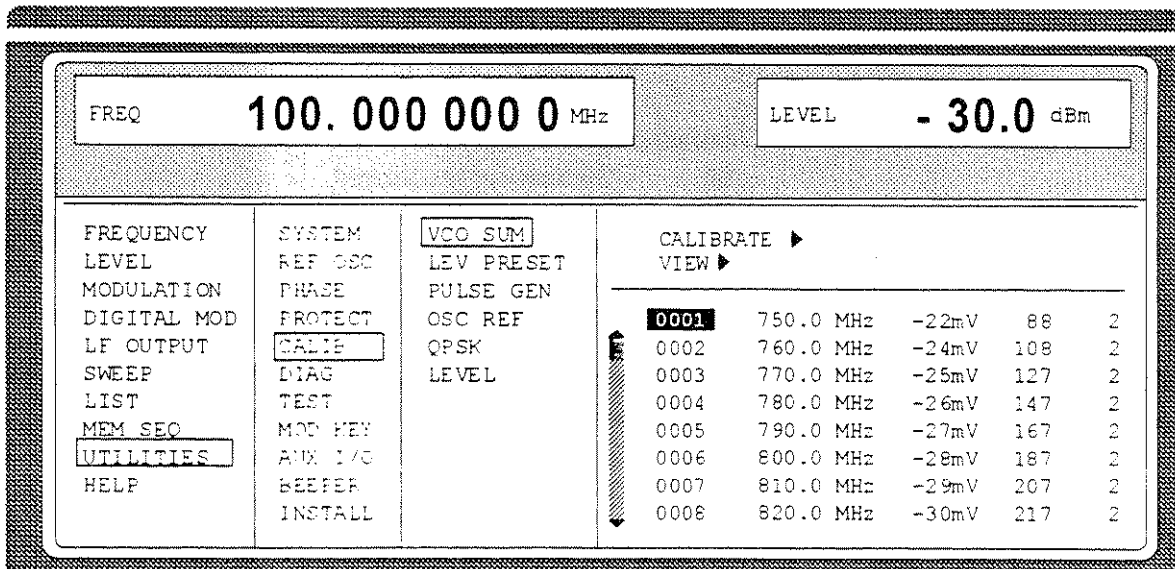 FREQ 100. 000 000 0 MHz
LEVEL - 30.0 dBm
FREQUENCY
LEVEL
MODULATION
DIGITAL MOD
LF OUTPUT
SWEEP
LIST
MEM SEQ
UTILITIES
HELP
SYSTEM
REF OSC
PHASE
PROTECT
CALIB
DIAG
TEST
MOD KEY
AUX I/O
BEEPER
INSTALL
VCO SUM
LEV PRESET
PULSE GEN
OSC REF
QPSK
LEVEL
CALIBRATE ▶
VIEW ▶
0001 750.0 MHz -22mV 88 2
0002 760.0 MHz -24mV 108 2
0003 770.0 MHz -25mV 127 2
0004 780.0 MHz -26mV 147 2
0005 790.0 MHz -27mV 167 2
0006 800.0 MHz -28mV 187 2
0007 810.0 MHz -29mV 207 2
0008 820.0 MHz -30mV 217 2